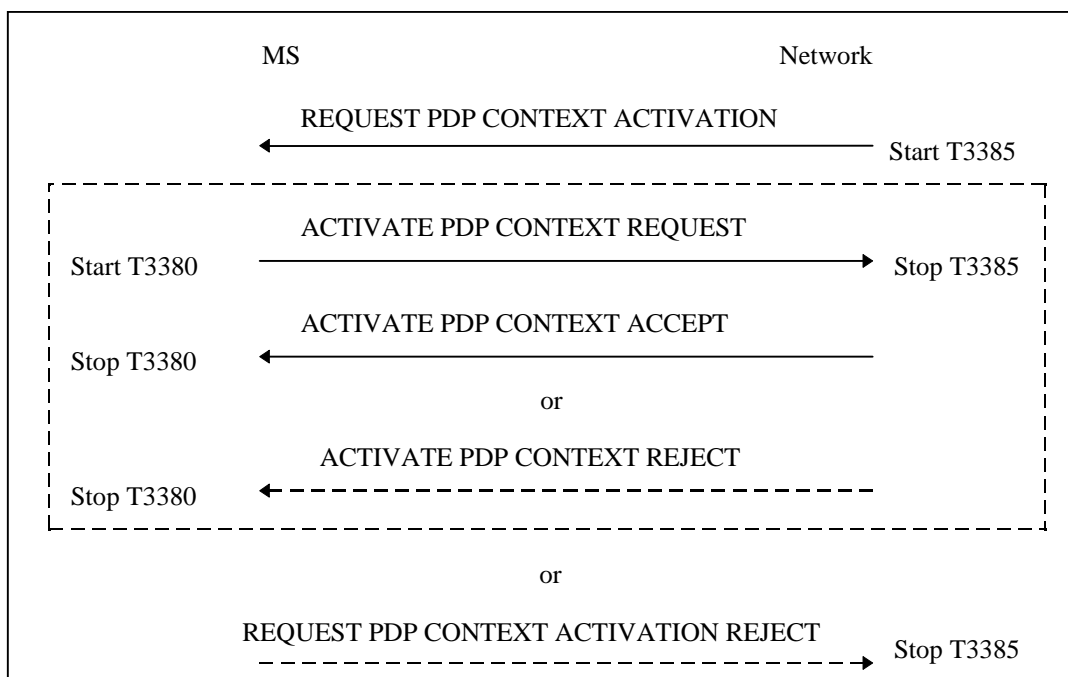 MS Network
REQUEST PDP CONTEXT ACTIVATION
Start T3385
ACTIVATE PDP CONTEXT REQUEST
Start T3380 Stop T3385
ACTIVATE PDP CONTEXT ACCEPT
Stop T3380
or
ACTIVATE PDP CONTEXT REJECT
Stop T3380
or
REQUEST PDP CONTEXT ACTIVATION REJECT
Stop T3385